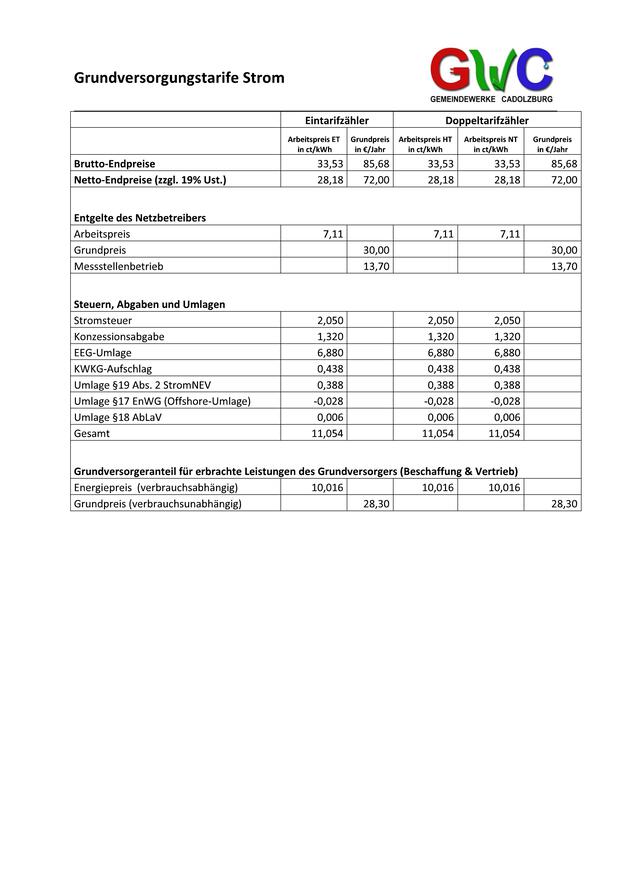 Grundversorgungstarife Strom
GWC
GEMEINDEWERKE CADOLZBURG
Eintarifzähler Doppeltarifzähler
Arbeitspreis ET in ct/kWh Grundpreis in €/Jahr Arbeitspreis HT in ct/kWh Arbeitspreis NT in ct/kWh Grundpreis in €/Jahr
Brutto-Endpreise 33,53 85,68 33,53 33,53 85,68
Netto-Endpreise (zzgl. 19% Ust.) 28,18 72,00 28,18 28,18 72,00
Entgelte des Netzbetreibers
Arbeitspreis 7,11 7,11 7,11
Grundpreis 30,00 30,00
Messstellenbetrieb 13,70 13,70
Steuern, Abgaben und Umlagen
Stromsteuer 2,050 2,050 2,050
Konzessionsabgabe 1,320 1,320 1,320
EEG-Umlage 6,880 6,880 6,880
KWKG-Aufschlag 0,438 0,438 0,438
Umlage §19 Abs. 2 StromNEV 0,388 0,388 0,388
Umlage §17 EnWG (Offshore-Umlage) -0,028 -0,028 -0,028
Umlage §18 AbLaV 0,006 0,006 0,006
Gesamt 11,054 11,054 11,054
Grundversorgeranteil für erbrachte Leistungen des Grundversorgers (Beschaffung & Vertrieb)
Energiepreis (verbrauchsabhängig) 10,016 10,016 10,016
Grundpreis (verbrauchsunabhängig) 28,30 28,30